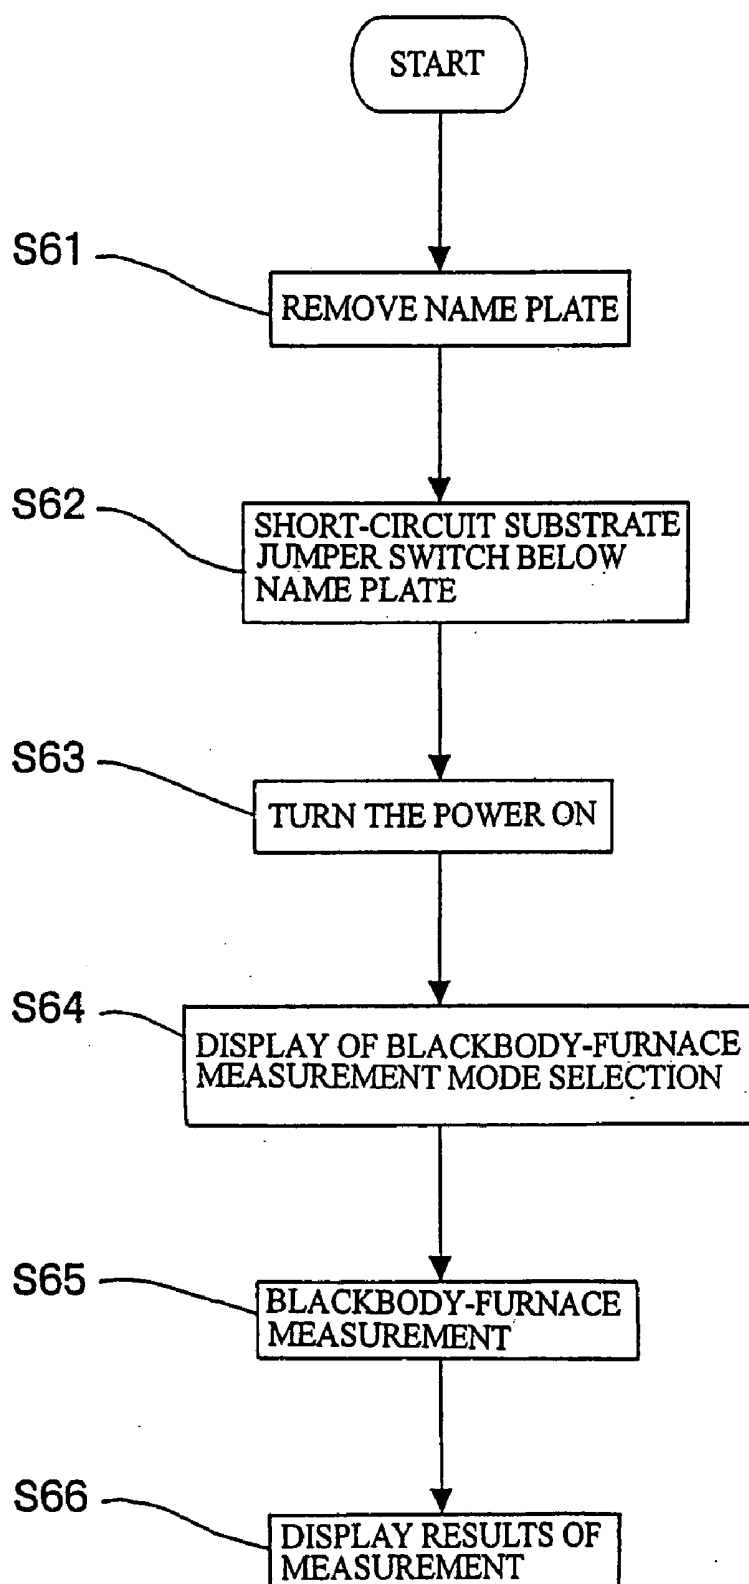 START
S61
REMOVE NAME PLATE
S62
SHORT-CIRCUIT SUBSTRATE
JUMPER SWITCH BELOW
NAME PLATE
S63
TURN THE POWER ON
S64
DISPLAY OF BLACKBODY-FURNACE
MEASUREMENT MODE SELECTION
S65
BLACKBODY-FURNACE
MEASUREMENT
S66
DISPLAY RESULTS OF
MEASUREMENT